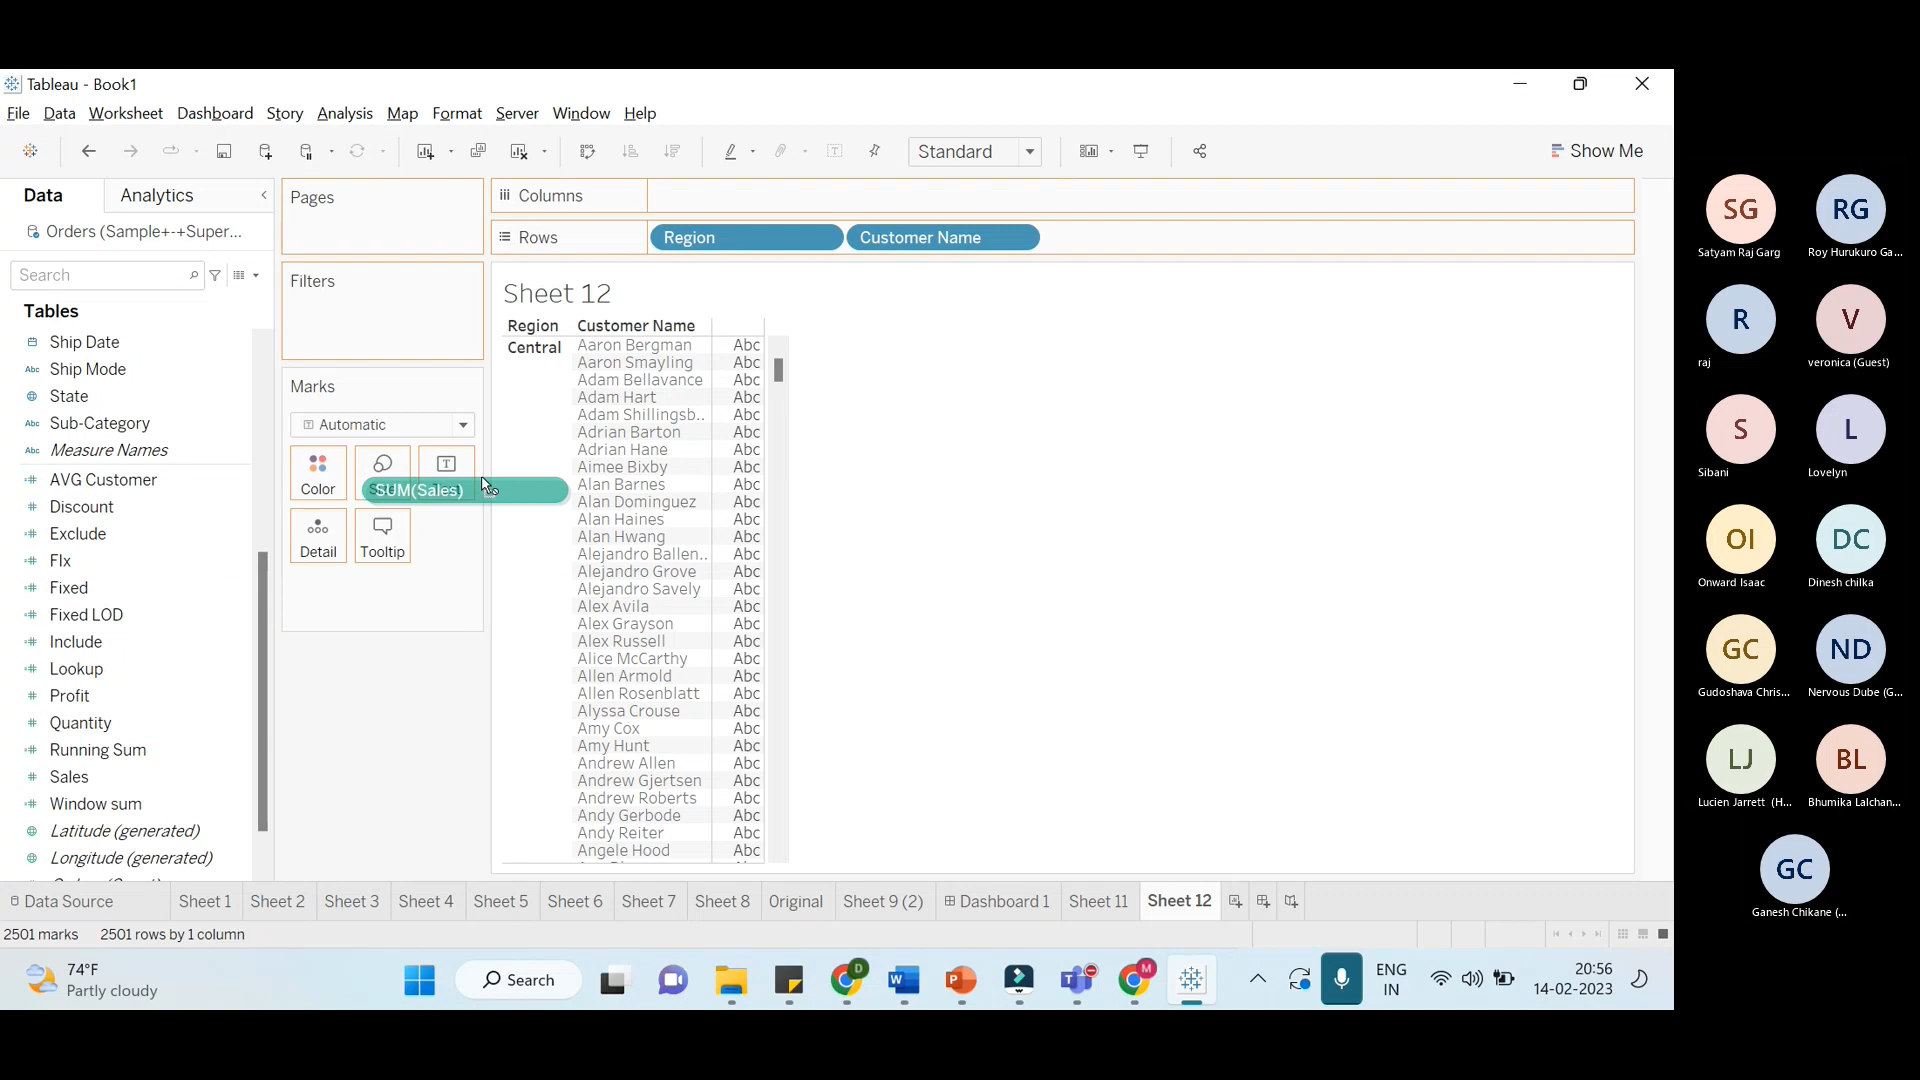 Tableau - Book1
File Data Worksheet Dashboard Story Analysis Map Format Server Window Help
Standard
Show Me
Data Analytics
Orders (Sample+-+Super...
Search
Tables
Ship Date
Abc Ship Mode
State
Abc Sub-Category
Abc Measure Names
AVG Customer
Discount
Exclude
FIx
Fixed
Fixed LOD
Include
Lookup
Profit
Quantity
Running Sum
Sales
Window sum
Latitude (generated)
Longitude (generated)
Pages
Filters
Marks
Automatic
Color
SUM(Sales)
Detail Tooltip
Columns
Rows Region Customer Name
Sheet 12
Region Customer Name
Central Aaron Bergman Abc
Aaron Smayling Abc
Adam Bellavance Abc
Adam Hart Abc
Adam Shillingsb.. Abc
Adrian Barton Abc
Adrian Hane Abc
Aimee Bixby Abc
Alan Barnes Abc
Alan Dominguez Abc
Alan Haines Abc
Alan Hwang Abc
Alejandro Ballen.. Abc
Alejandro Grove Abc
Alejandro Savely Abc
Alex Avila Abc
Alex Grayson Abc
Alex Russell Abc
Alice McCarthy Abc
Allen Armold Abc
Allen Rosenblatt Abc
Alyssa Crouse Abc
Amy Cox Abc
Amy Hunt Abc
Andrew Allen Abc
Andrew Gjertsen Abc
Andrew Roberts Abc
Andy Gerbode Abc
Andy Reiter Abc
Angele Hood Abc
Data Source Sheet 1 Sheet 2 Sheet 3 Sheet 4 Sheet 5 Sheet 6 Sheet 7 Sheet 8 Original Sheet 9 (2) Dashboard 1 Sheet 11 Sheet 12
2501 marks 2501 rows by 1 column
74°F
Partly cloudy
Search
D
M
ENG
IN
20:56
14-02-2023
SG RG
Satyam Raj Garg Roy Hurukuro Ga...
R V
raj veronica (Guest)
S L
Sibani Lovelyn
OI DC
Onward Isaac Dinesh chilka
GC ND
Gudoshava Chris... Nervous Dube (G...
LJ BL
Lucien Jarrett (H... Bhumika Lalchan...
GC
Ganesh Chikane (...